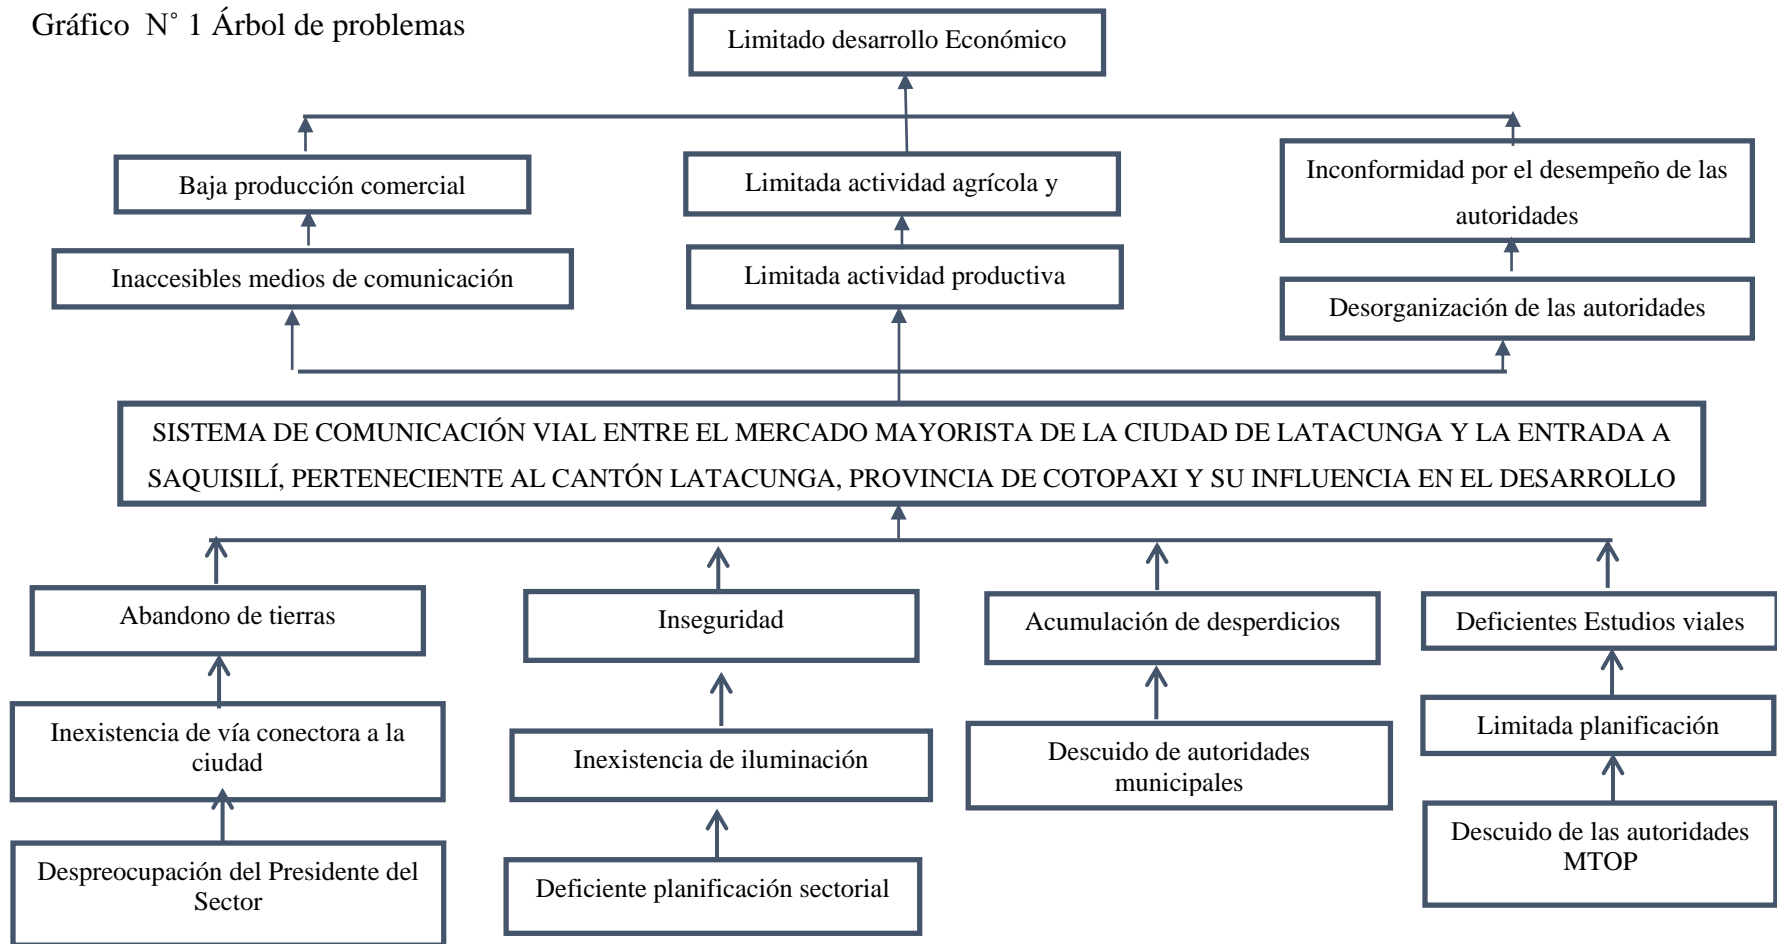 Gráfico N° 1 Árbol de problemas
Limitado desarrollo Económico
Baja producción comercial
Limitada actividad agrícola y
Inconformidad por el desempeño de las
autoridades
Inaccesibles medios de comunicación
Limitada actividad productiva
Desorganización de las autoridades
SISTEMA DE COMUNICACIÓN VIAL ENTRE EL MERCADO MAYORISTA DE LA CIUDAD DE LATACUNGA Y LA ENTRADA A
SAQUISILÍ, PERTENECIENTE AL CANTÓN LATACUNGA, PROVINCIA DE COTOPAXI Y SU INFLUENCIA EN EL DESARROLLO
Abandono de tierras
Inseguridad
Acumulación de desperdicios
Deficientes Estudios viales
Inexistencia de vía conectora a la
ciudad
Inexistencia de iluminación
Descuido de autoridades
municipales
Limitada planificación
Despreocupación del Presidente del
Sector
Deficiente planificación sectorial
Descuido de las autoridades
MTOP